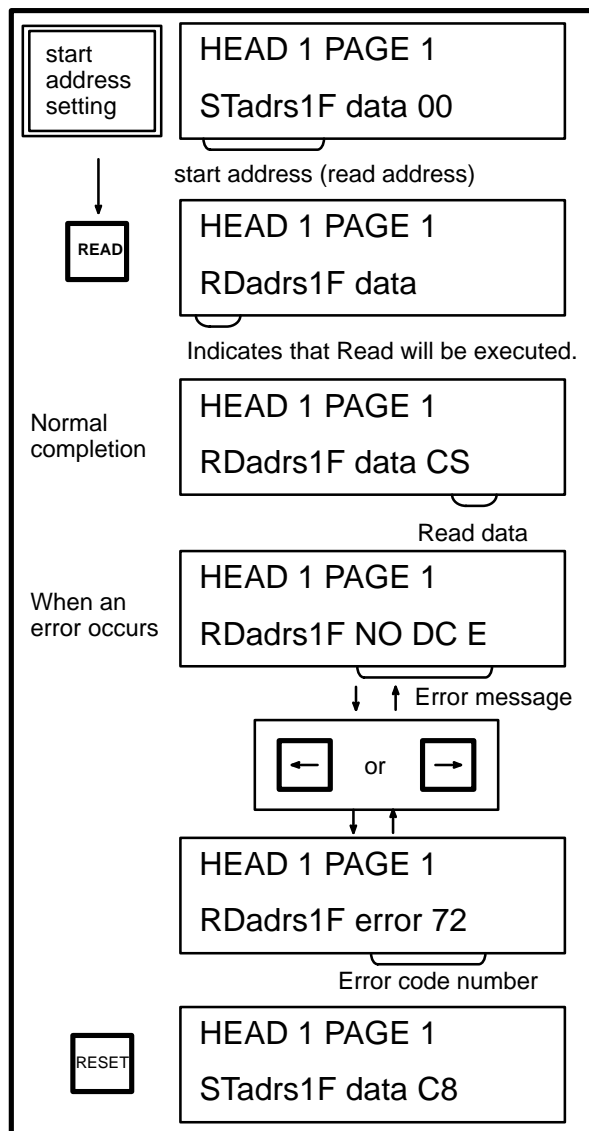 start
address
setting
HEAD 1 PAGE 1
STadrs1F data 00
start address (read address)
READ
HEAD 1 PAGE 1
RDadrs1F data
Indicates that Read will be executed.
Normal
completion
HEAD 1 PAGE 1
RDadrs1F data CS
Read data
When an
error occurs
HEAD 1 PAGE 1
RDadrs1F NO DC E
Error message
or
HEAD 1 PAGE 1
RDadrs1F error 72
Error code number
RESET
HEAD 1 PAGE 1
STadrs1F data C8